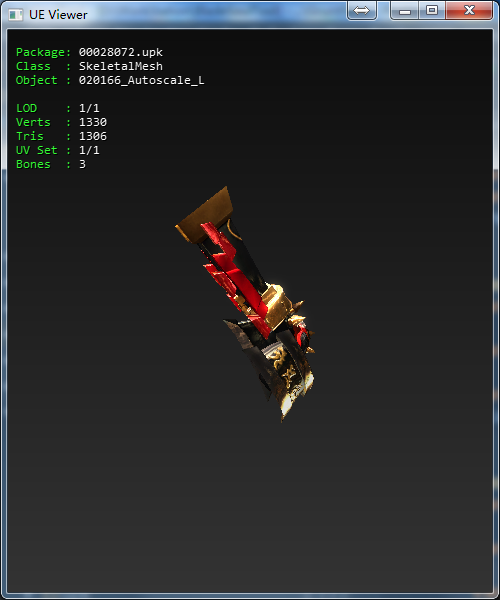 UE Viewer
Package: 00028072.upk
Class : SkeletalMesh
Object : 020166_Autoscale_L
LOD : 1/1
Verts : 1330
Tris : 1306
UV Set : 1/1
Bones : 3